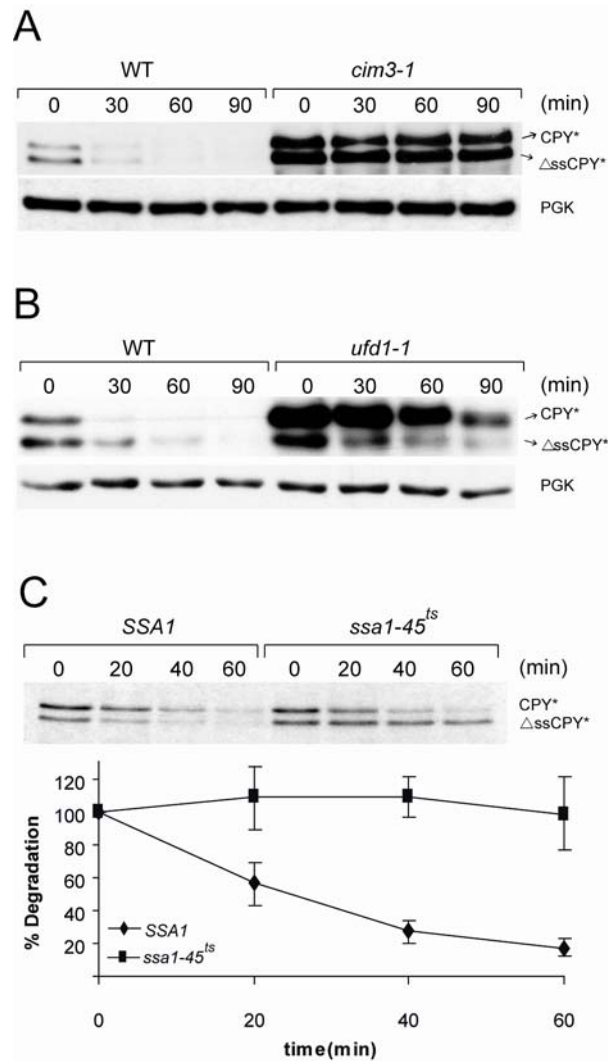 A
WT cim3-1
0 30 60 90 0 30 60 90 (min)
CPY*
△ssCPY*
PGK
B
WT ufd1-1
0 30 60 90 0 30 60 90 (min)
CPY*
△ssCPY*
PGK
C
SSA1 ssa1-45ts
0 20 40 60 0 20 40 60 (min)
CPY*
△ssCPY*
% Degradation
120
100
80
60
40
20
SSA1
ssa1-45ts
0 20 40 60
time(min)